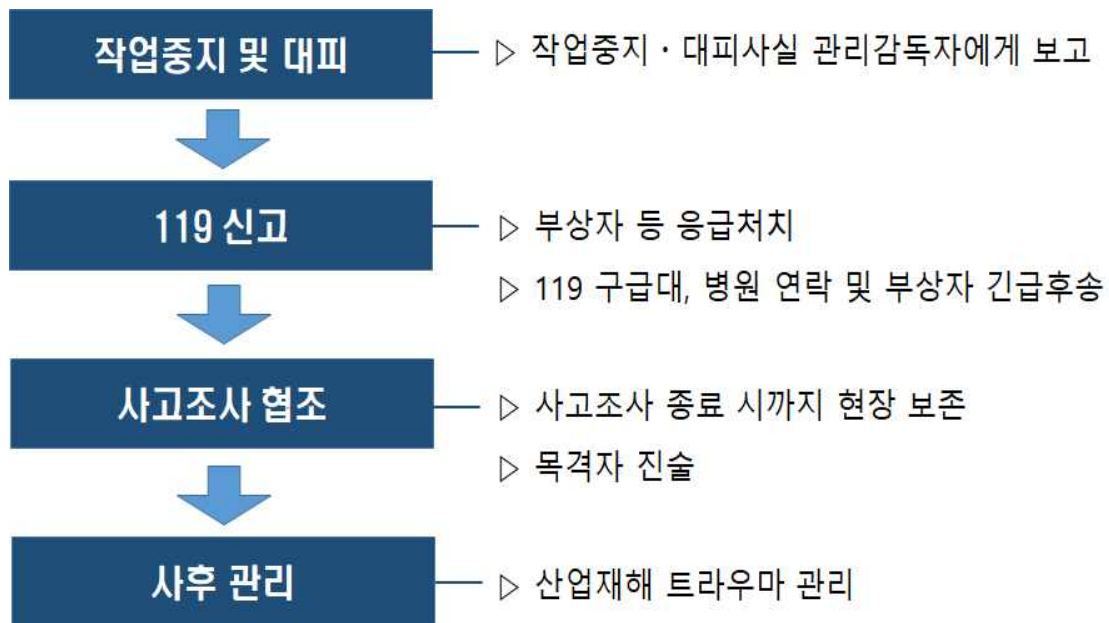 작업중지 및 대피
▷ 작업중지·대피사실 관리감독자에게 보고
119 신고
▷ 부상자 등 응급처치
▷ 119 구급대, 병원 연락 및 부상자 긴급후송
사고조사 협조
▷ 사고조사 종료 시까지 현장 보존
▷ 목격자 진술
사후 관리
▷ 산업재해 트라우마 관리